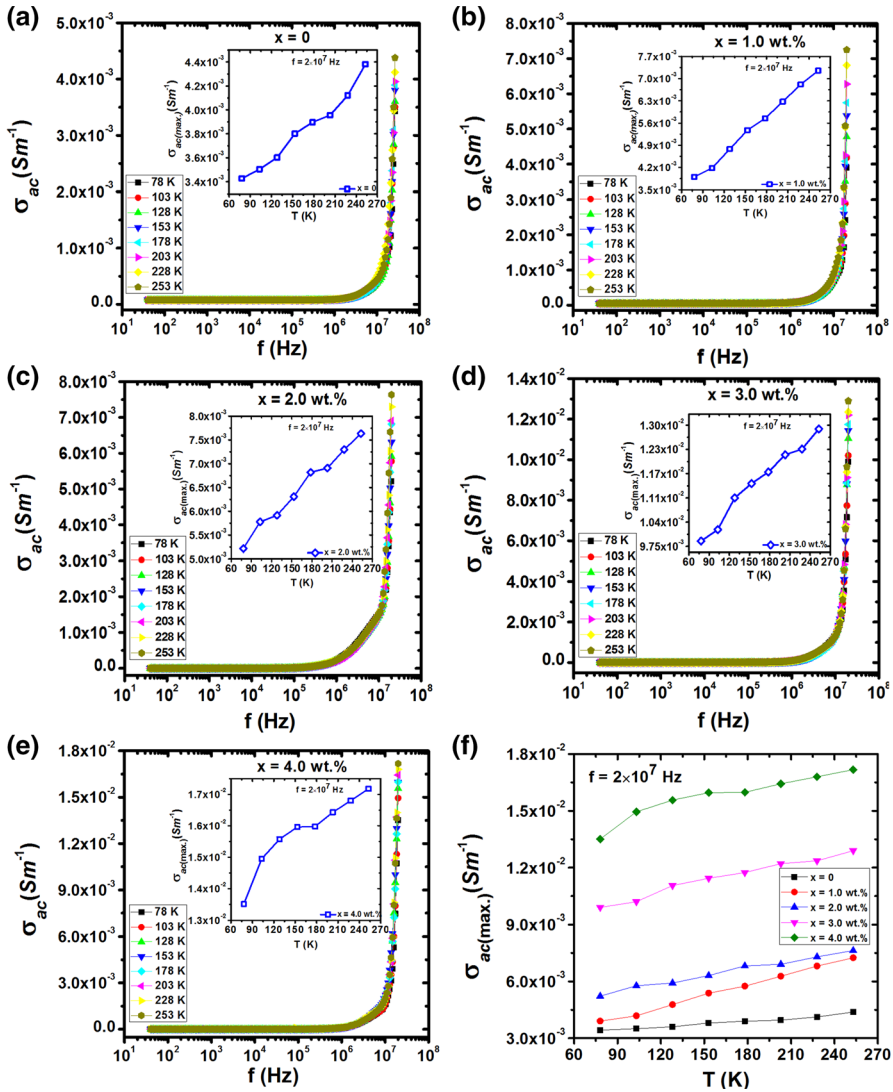 (a)
x = 0
σac(Sm⁻¹)
5.0x10⁻³
4.0x10⁻³
3.0x10⁻³
2.0x10⁻³
1.0x10⁻³
0.0
10¹ 10² 10³ 10⁴ 10⁵ 10⁶ 10⁷ 10⁸
f (Hz)
78 K
103 K
128 K
153 K
178 K
203 K
228 K
253 K
f = 2×10⁷ Hz
σac(max.)(Sm⁻¹)
4.4x10⁻³
4.2x10⁻³
4.0x10⁻³
3.8x10⁻³
3.6x10⁻³
3.4x10⁻³
60 90 120 150 180 210 240 270
T (K)
x = 0
(b)
x = 1.0 wt.%
σac(Sm⁻¹)
8.0x10⁻³
7.0x10⁻³
6.0x10⁻³
5.0x10⁻³
4.0x10⁻³
3.0x10⁻³
2.0x10⁻³
1.0x10⁻³
0.0
10¹ 10² 10³ 10⁴ 10⁵ 10⁶ 10⁷ 10⁸
f (Hz)
78 K
103 K
128 K
153 K
178 K
203 K
228 K
253 K
f = 2×10⁷ Hz
σac(max.)(Sm⁻¹)
7.7x10⁻³
7.0x10⁻³
6.3x10⁻³
5.6x10⁻³
4.9x10⁻³
4.2x10⁻³
3.5x10⁻³
60 90 120 150 180 210 240 270
T (K)
x = 1.0 wt.%
(c)
x = 2.0 wt.%
σac(Sm⁻¹)
8.0x10⁻³
7.0x10⁻³
6.0x10⁻³
5.0x10⁻³
4.0x10⁻³
3.0x10⁻³
2.0x10⁻³
1.0x10⁻³
0.0
10¹ 10² 10³ 10⁴ 10⁵ 10⁶ 10⁷ 10⁸
f (Hz)
78 K
103 K
128 K
153 K
178 K
203 K
228 K
253 K
f = 2×10⁷ Hz
σac(max.)(Sm⁻¹)
8.0x10⁻³
7.5x10⁻³
7.0x10⁻³
6.5x10⁻³
6.0x10⁻³
5.5x10⁻³
5.0x10⁻³
60 90 120 150 180 210 240 270
T (K)
x = 2.0 wt.%
(d)
x = 3.0 wt.%
σac(Sm⁻¹)
1.4x10⁻²
1.2x10⁻²
1.0x10⁻²
8.0x10⁻³
6.0x10⁻³
4.0x10⁻³
2.0x10⁻³
0.0
10¹ 10² 10³ 10⁴ 10⁵ 10⁶ 10⁷ 10⁸
f (Hz)
78 K
103 K
128 K
153 K
178 K
203 K
228 K
253 K
f = 2×10⁷ Hz
σac(max.)(Sm⁻¹)
1.30x10⁻²
1.23x10⁻²
1.17x10⁻²
1.11x10⁻²
1.04x10⁻²
9.75x10⁻³
60 90 120 150 180 210 240 270
T (K)
x = 3.0 wt.%
(e)
x = 4.0 wt.%
σac(Sm⁻¹)
1.8x10⁻²
1.5x10⁻²
1.2x10⁻²
9.0x10⁻³
6.0x10⁻³
3.0x10⁻³
0.0
10¹ 10² 10³ 10⁴ 10⁵ 10⁶ 10⁷ 10⁸
f (Hz)
78 K
103 K
128 K
153 K
178 K
203 K
228 K
253 K
f = 2×10⁷ Hz
σac(max.)(Sm⁻¹)
1.7x10⁻²
1.6x10⁻²
1.5x10⁻²
1.4x10⁻²
1.3x10⁻²
60 90 120 150 180 210 240 270
T (K)
x = 4.0 wt.%
(f)
f = 2×10⁷ Hz
σac(max.)(Sm⁻¹)
1.8x10⁻²
1.5x10⁻²
1.2x10⁻²
9.0x10⁻³
6.0x10⁻³
3.0x10⁻³
60 90 120 150 180 210 240 270
T (K)
x = 0
x = 1.0 wt.%
x = 2.0 wt.%
x = 3.0 wt.%
x = 4.0 wt.%